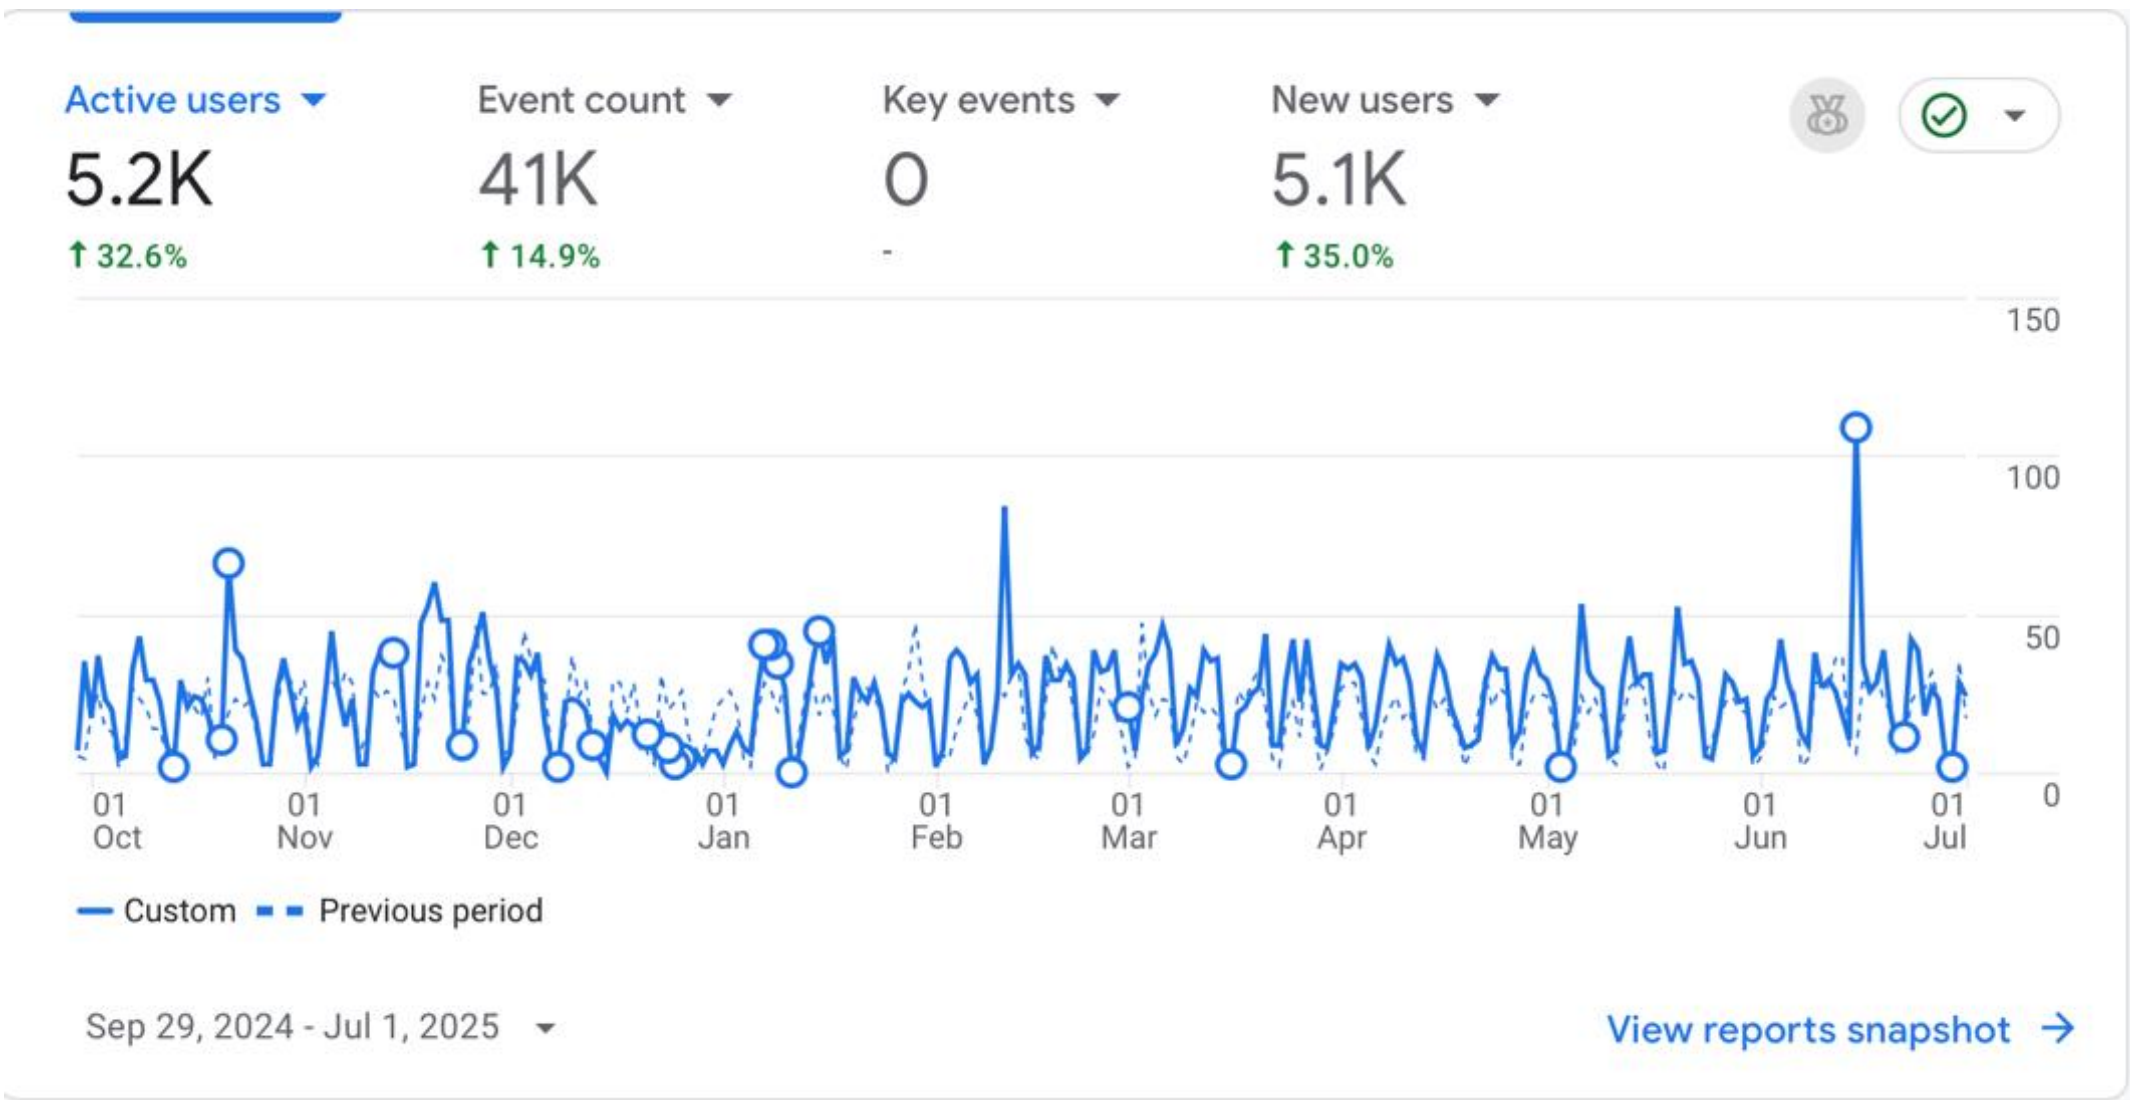 Active users Event count Key events New users
5.2K 41K 0 5.1K
↑ 32.6% ↑ 14.9% - ↑ 35.0%
150
100
50
0
01 01 01 01 01 01 01 01 01 01
Oct Nov Dec Jan Feb Mar Apr May Jun Jul
Custom Previous period
Sep 29, 2024 - Jul 1, 2025 View reports snapshot →